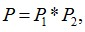 P = P₁ * P₂,